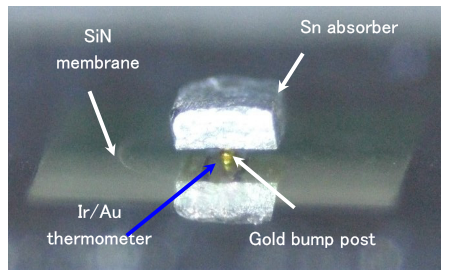 Sn absorber
SiN
membrane
Ir/Au
thermometer
Gold bump post